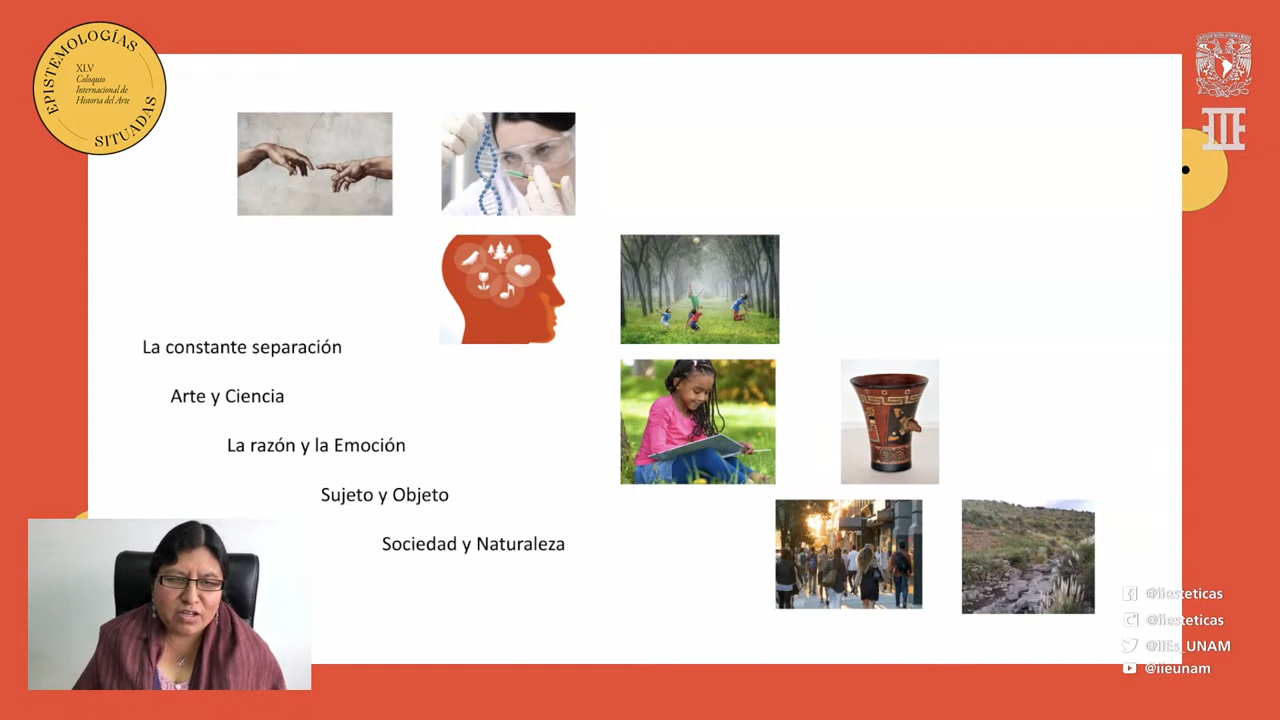 EPISTEMOLOGÍAS
XLV
Coloquio
Internacional de
Historia del Arte
SITUADAS
La constante separación
Arte y Ciencia
La razón y la Emoción
Sujeto y Objeto
Sociedad y Naturaleza
@iiesteticas
@iiesteticas
@IIEs_UNAM
@iieunam